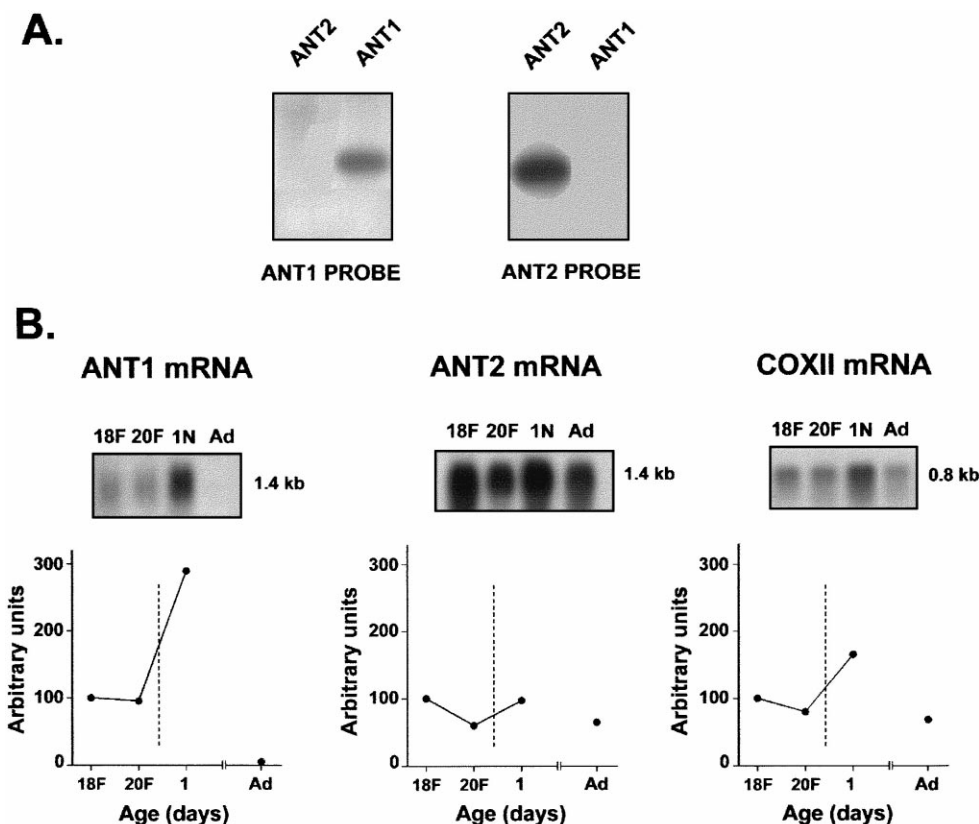 A.
ANT2 ANT1
ANT2 ANT1
ANT1 PROBE
ANT2 PROBE
B.
ANT1 mRNA
18F 20F 1N Ad
1.4 kb
300
200
100
0
Arbitrary units
18F 20F 1 Ad
Age (days)
ANT2 mRNA
18F 20F 1N Ad
1.4 kb
300
200
100
0
Arbitrary units
18F 20F 1 Ad
Age (days)
COXII mRNA
18F 20F 1N Ad
0.8 kb
300
200
100
0
Arbitrary units
18F 20F 1 Ad
Age (days)